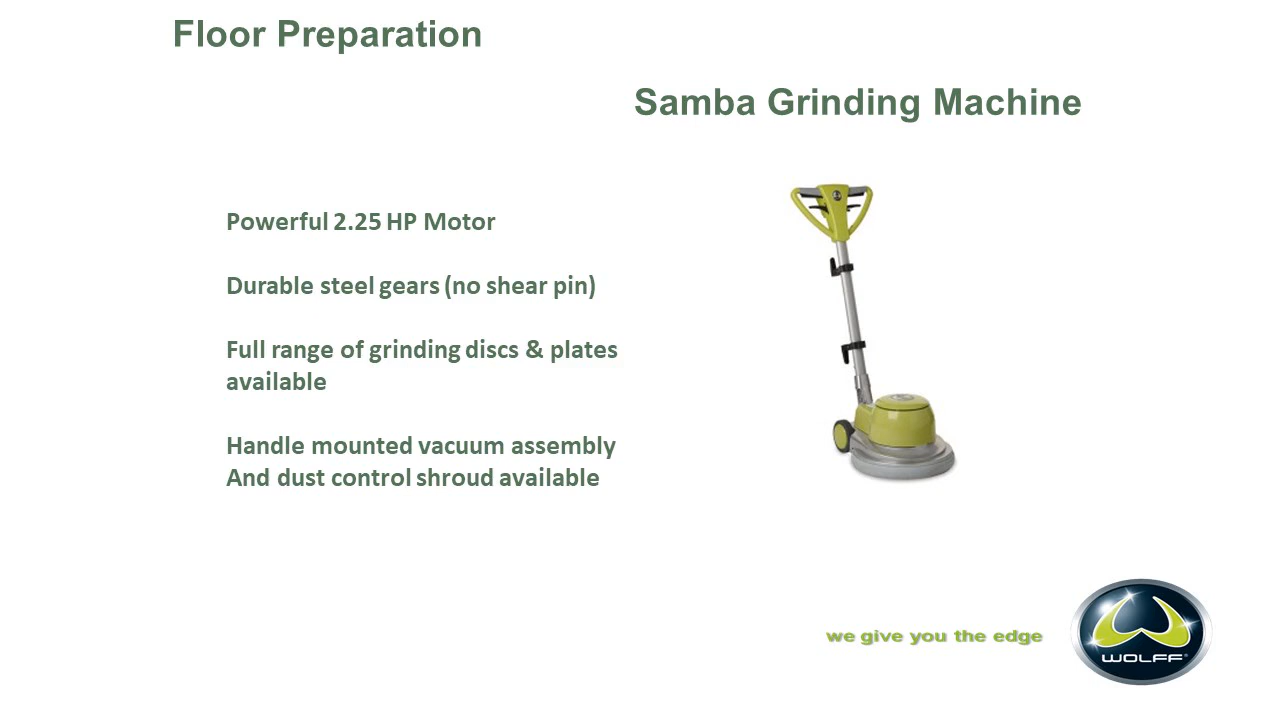 Floor Preparation
Samba Grinding Machine
Powerful 2.25 HP Motor
Durable steel gears (no shear pin)
Full range of grinding discs & plates
available
Handle mounted vacuum assembly
And dust control shroud available
we give you the edge
WOLFF